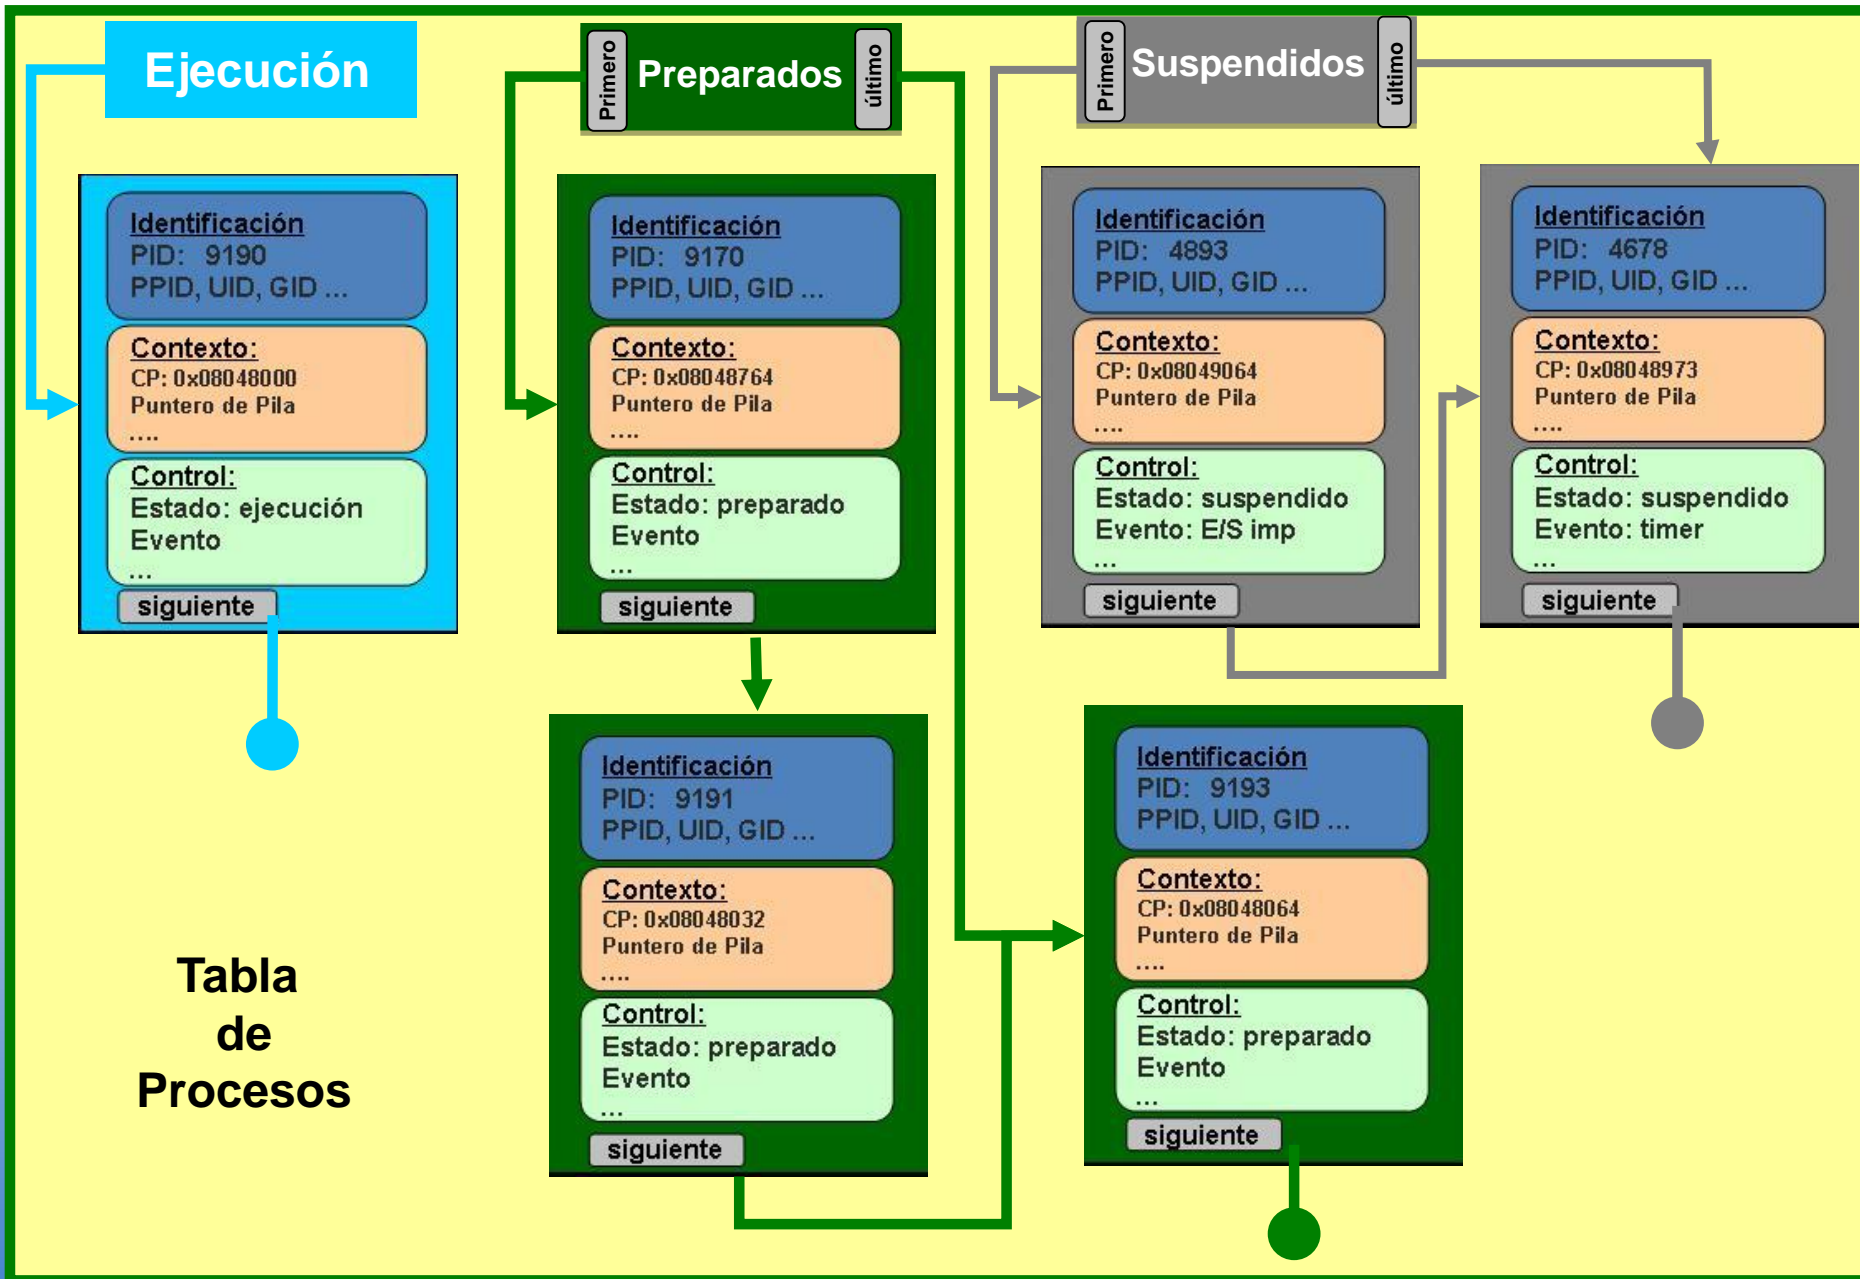 Ejecución
Primero
Preparados
último
Primero
Suspendidos
último
Identificación
PID: 9190
PPID, UID, GID ...
Contexto:
CP: 0x08048000
Puntero de Pila
....
Control:
Estado: ejecución
Evento
...
siguiente
Identificación
PID: 9170
PPID, UID, GID ...
Contexto:
CP: 0x08048764
Puntero de Pila
....
Control:
Estado: preparado
Evento
...
siguiente
Identificación
PID: 4893
PPID, UID, GID ...
Contexto:
CP: 0x08049064
Puntero de Pila
....
Control:
Estado: suspendido
Evento: E/S imp
...
siguiente
Identificación
PID: 4678
PPID, UID, GID ...
Contexto:
CP: 0x08048973
Puntero de Pila
....
Control:
Estado: suspendido
Evento: timer
...
siguiente
Identificación
PID: 9191
PPID, UID, GID ...
Contexto:
CP: 0x08048032
Puntero de Pila
....
Control:
Estado: preparado
Evento
...
siguiente
Identificación
PID: 9193
PPID, UID, GID ...
Contexto:
CP: 0x08048064
Puntero de Pila
....
Control:
Estado: preparado
Evento
...
siguiente
Tabla
de
Procesos